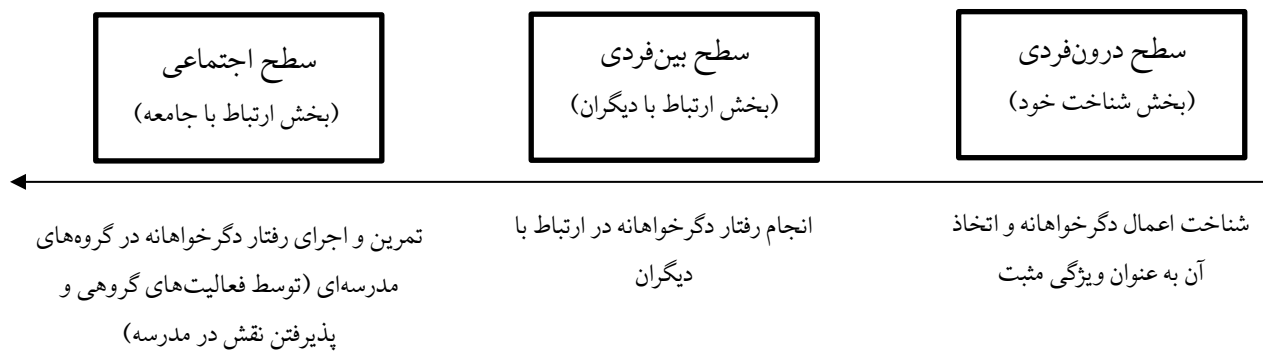 سطح درون‌فردی
(بخش شناخت خود)
سطح بین‌فردی
(بخش ارتباط با دیگران)
سطح اجتماعی
(بخش ارتباط با جامعه)
شناخت اعمال دگرخواهانه و اتخاذ
آن به عنوان ویژگی مثبت
انجام رفتار دگرخواهانه در ارتباط با
دیگران
تمرین و اجرای رفتار دگرخواهانه در گروه‌های
مدرسه‌ای (توسط فعالیت‌های گروهی و
پذیرفتن نقش در مدرسه)